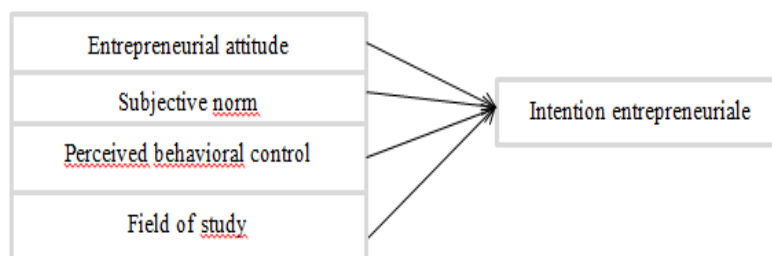 Entrepreneurial attitude
Subjective norm
Perceived behavioral control
Field of study
Intention entrepreneuriale